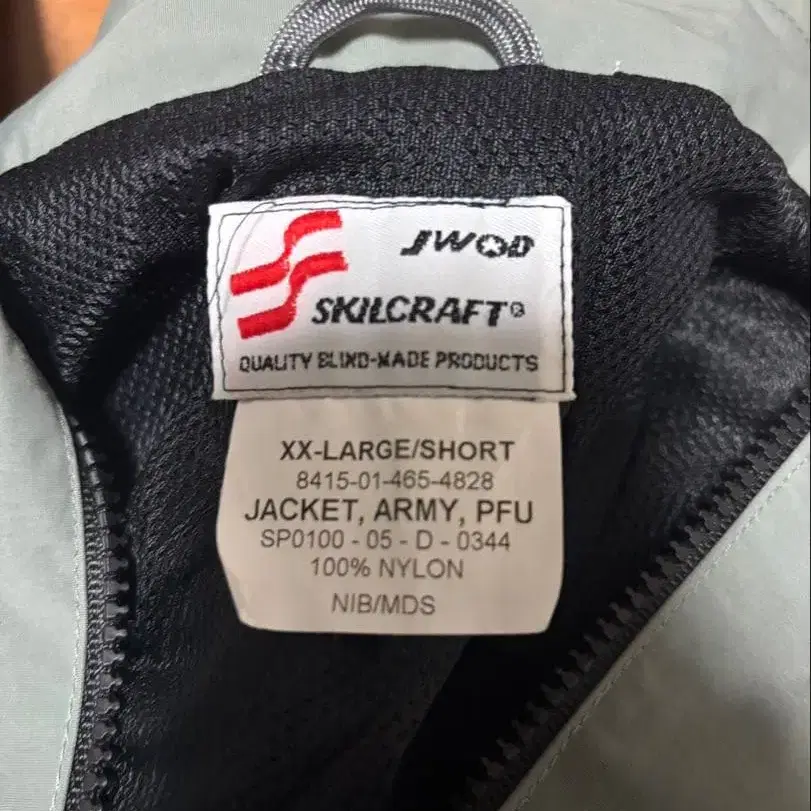 JWOD
SKILCRAFT®
QUALITY BLIND-MADE PRODUCTS
XX-LARGE/SHORT
8415-01-465-4828
JACKET, ARMY, PFU
SP0100 - 05 - D - 0344
100% NYLON
NIB/MDS